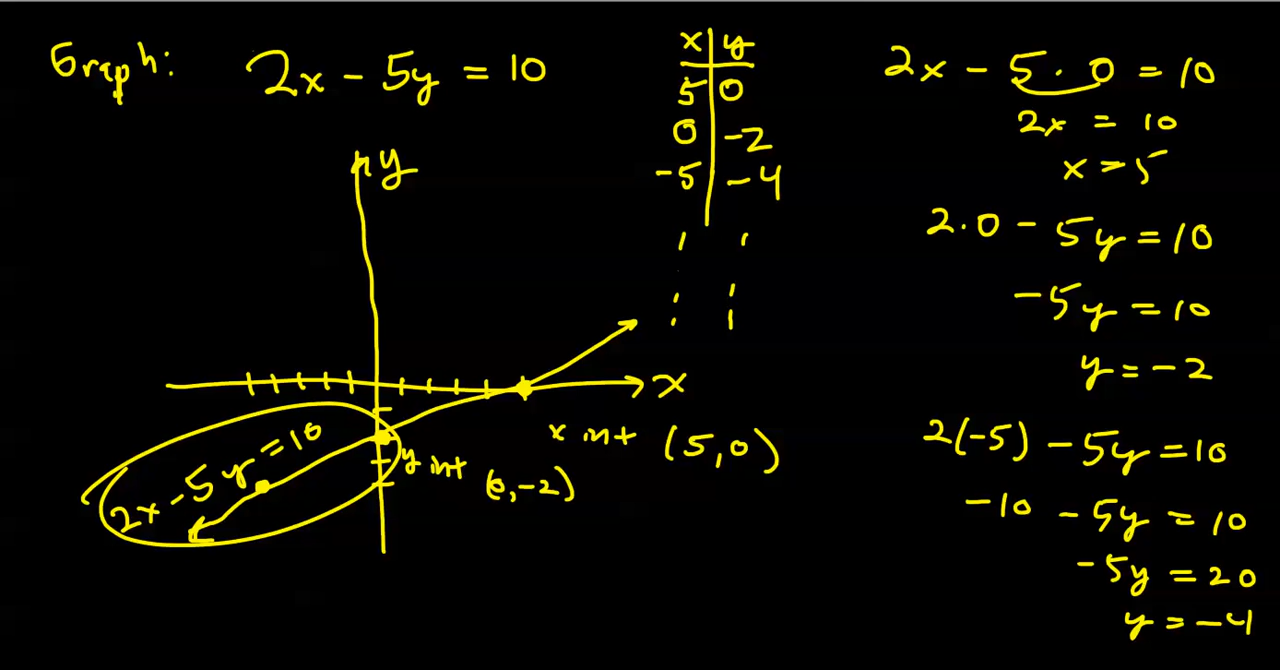 Graph: 2x - 5y = 10
x y
5 0
0 -2
-5 -4
2x - 5 · 0 = 10
2x = 10
x = 5
2 · 0 - 5y = 10
-5y = 10
y = -2
2(-5) - 5y = 10
-10 - 5y = 10
-5y = 20
y = -4
y
x
x int (5,0)
y int (0,-2)
2x - 5y = 10